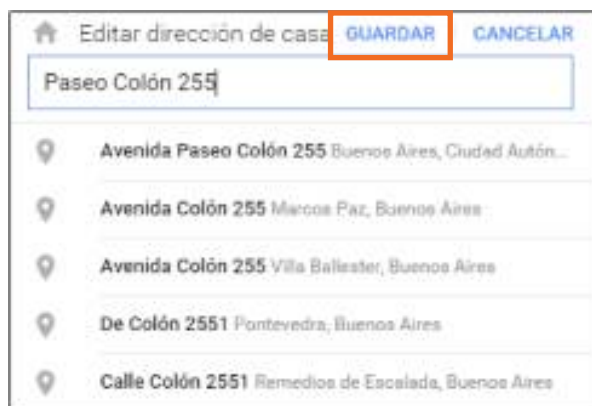 Editar dirección de casa GUARDAR CANCELAR
Paseo Colón 255
Avenida Paseo Colón 255 Buenos Aires, Ciudad Autón...
Avenida Colón 255 Marcos Paz, Buenos Aires
Avenida Colón 255 Villa Ballester, Buenos Aires
De Colón 2551 Pontevedra, Buenos Aires
Calle Colón 2551 Remedios de Escalada, Buenos Aires